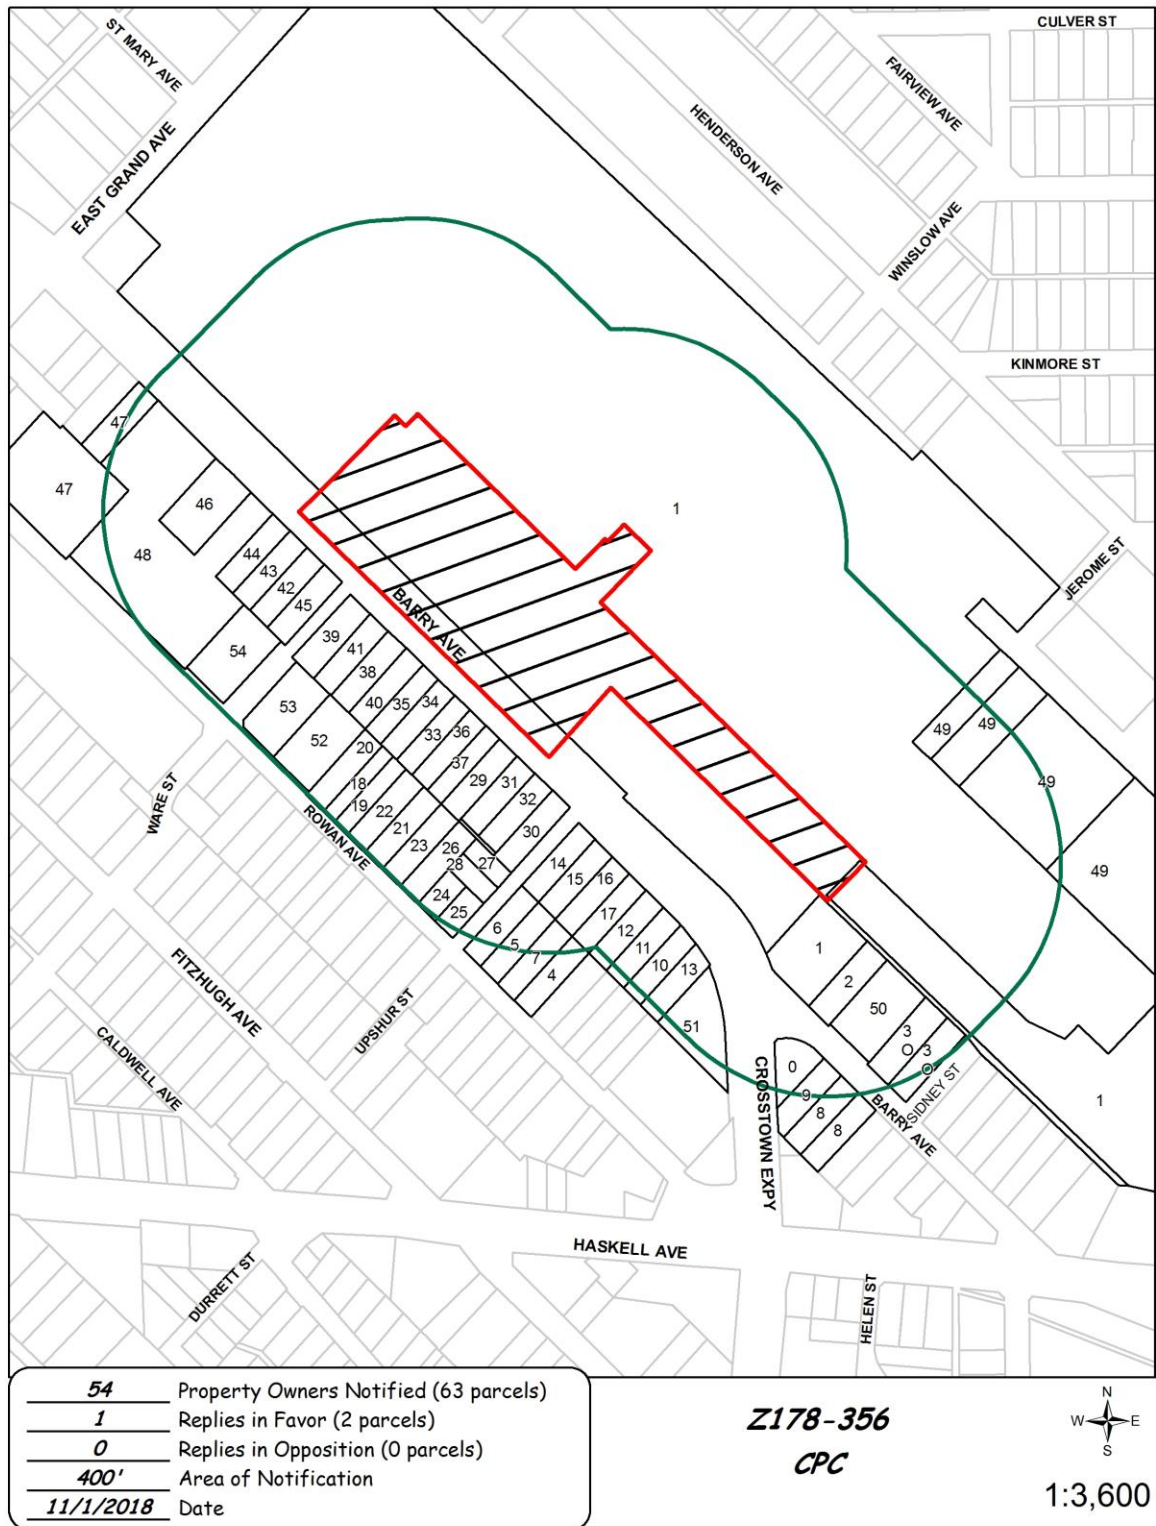 CULVER ST
ST MARY AVE
FAIRVIEW AVE
HENDERSON AVE
EAST GRAND AVE
WINSLOW AVE
KINMORE ST
47
47
46
1
48
44
43
42
45
JEROME ST
BARRY AVE
39
41
54
38
40
35
34
53
36
33
52
20
37
49
49
29
31
49
18
32
19
22
WARE ST
ROWAN AVE
21
30
23
26
28
27
14
15
16
49
24
25
17
6
12
5
11
7
10
13
4
1
2
50
3
O
3
O
51
FITZHUGH AVE
UPSHUR ST
CALDWELL AVE
CROSSTOWN EXPY
0
9
8
8
BARRY AVE
SIDNEY ST
1
HASKELL AVE
DURRETT ST
HELEN ST
54 Property Owners Notified (63 parcels)
1 Replies in Favor (2 parcels)
0 Replies in Opposition (0 parcels)
400' Area of Notification
11/1/2018 Date
Z178-356
CPC
N
W E
S
1:3,600